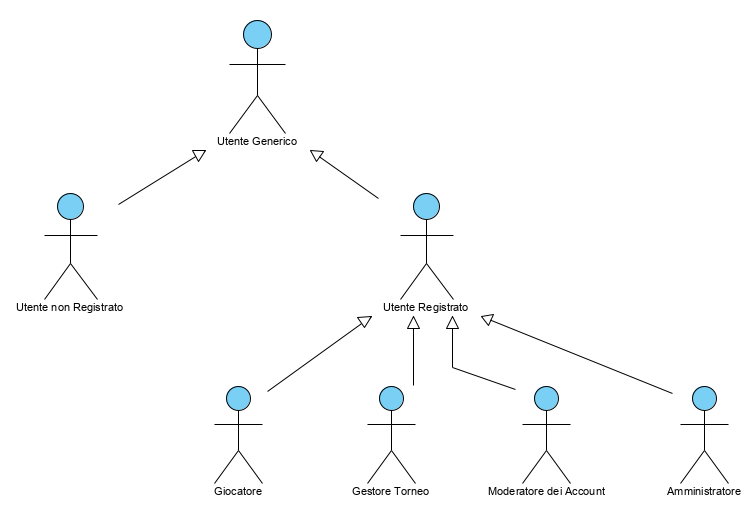 Utente Generico
Utente non Registrato
Utente Registrato
Giocatore
Gestore Torneo
Moderatore dei Account
Amministratore